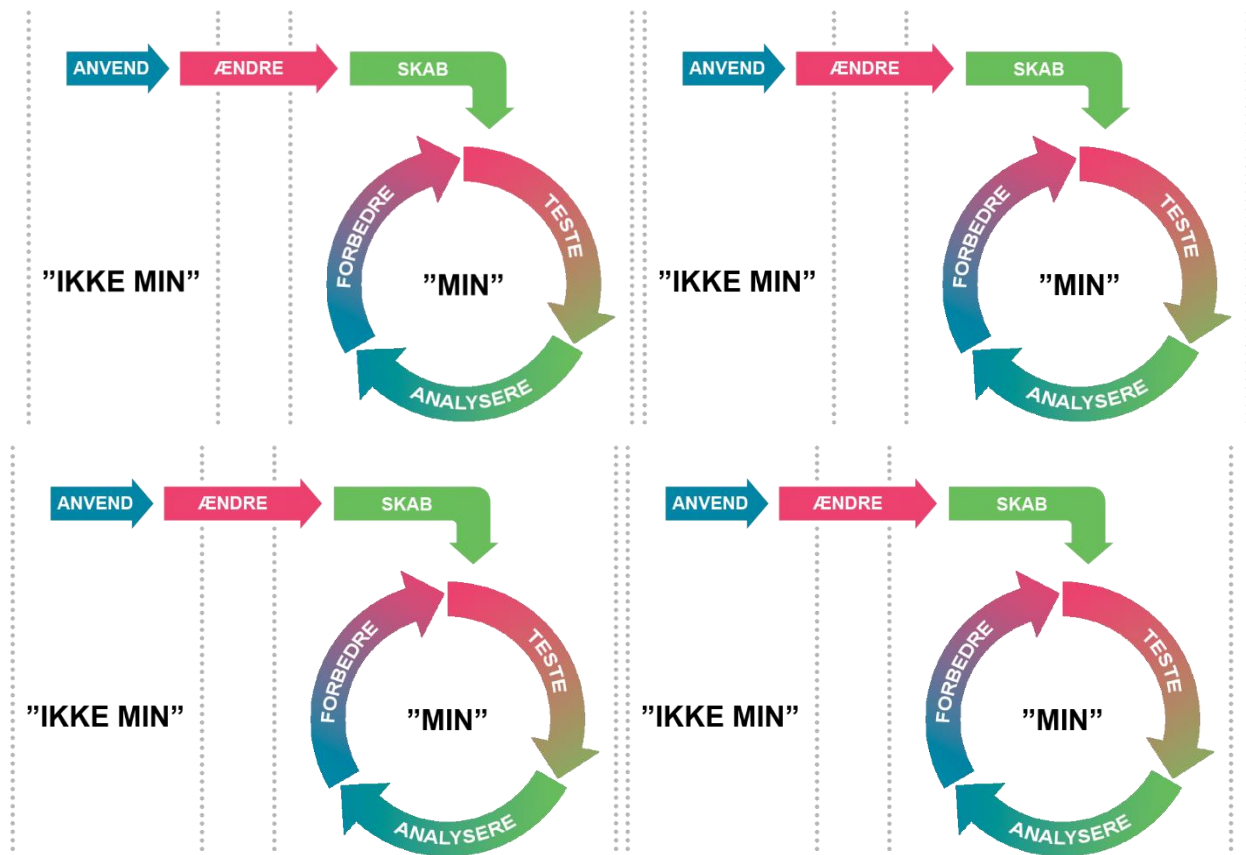 ANVEND ÆNDRE SKAB
FORBEDRE
TESTE
”IKKE MIN” ”MIN”
ANALYSERE
ANVEND ÆNDRE SKAB
FORBEDRE
TESTE
”IKKE MIN” ”MIN”
ANALYSERE
ANVEND ÆNDRE SKAB
FORBEDRE
TESTE
”IKKE MIN” ”MIN”
ANALYSERE
ANVEND ÆNDRE SKAB
FORBEDRE
TESTE
”IKKE MIN” ”MIN”
ANALYSERE